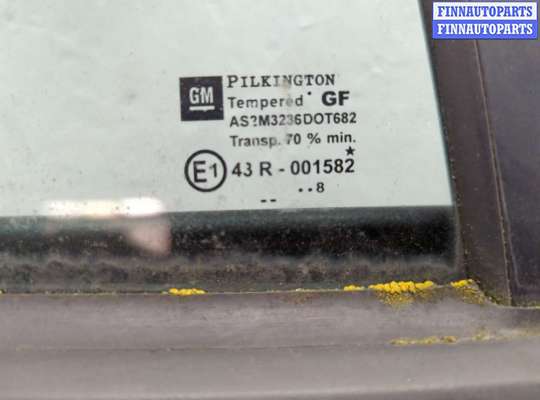 FINNAUTOPARTS
FINNAUTOPARTS
GM
PILKINGTON
Tempered GF
AS2M3236DOT682
Transp. 70 % min.
E1 43 R - 001582
..8
--